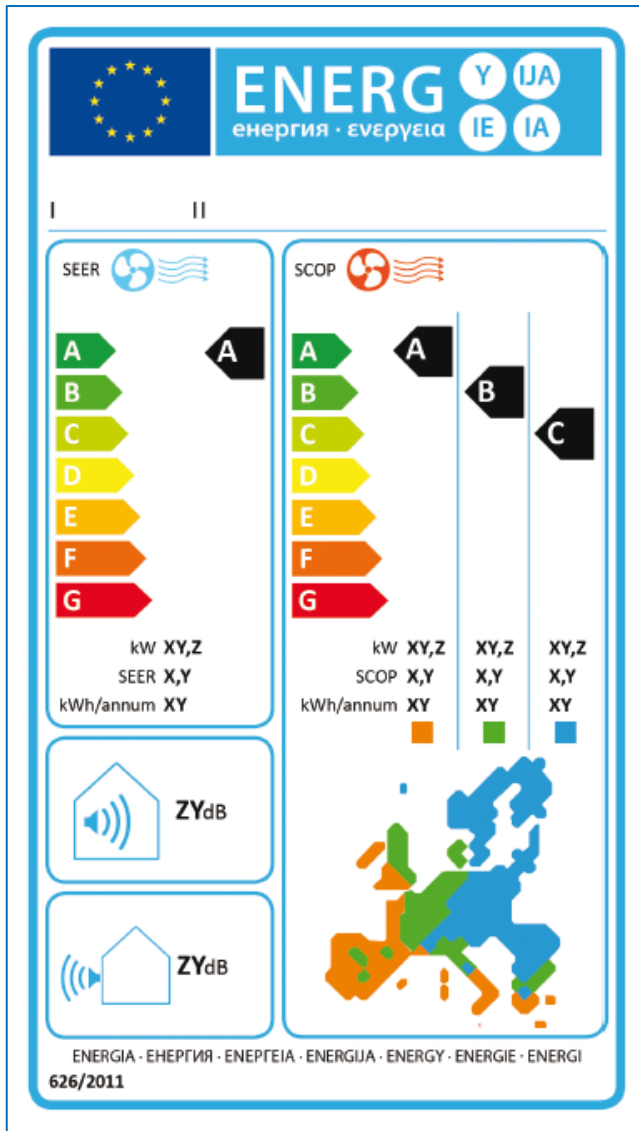 ENERG
енергия · ενεργεια
Y IJA
IE IA
I II
SEER
A A
B
C
D
E
F
G
kW XY,Z
SEER X,Y
kWh/annum XY
SCOP
A A
B B
C C
D
E
F
G
kW XY,Z XY,Z XY,Z
SCOP X,Y X,Y X,Y
kWh/annum XY XY XY
ZYdB
ZYdB
ENERGIA · ЕНЕРГИЯ · ΕΝΕΡΓΕΙΑ · ENERGIJA · ENERGY · ENERGIE · ENERGI
626/2011